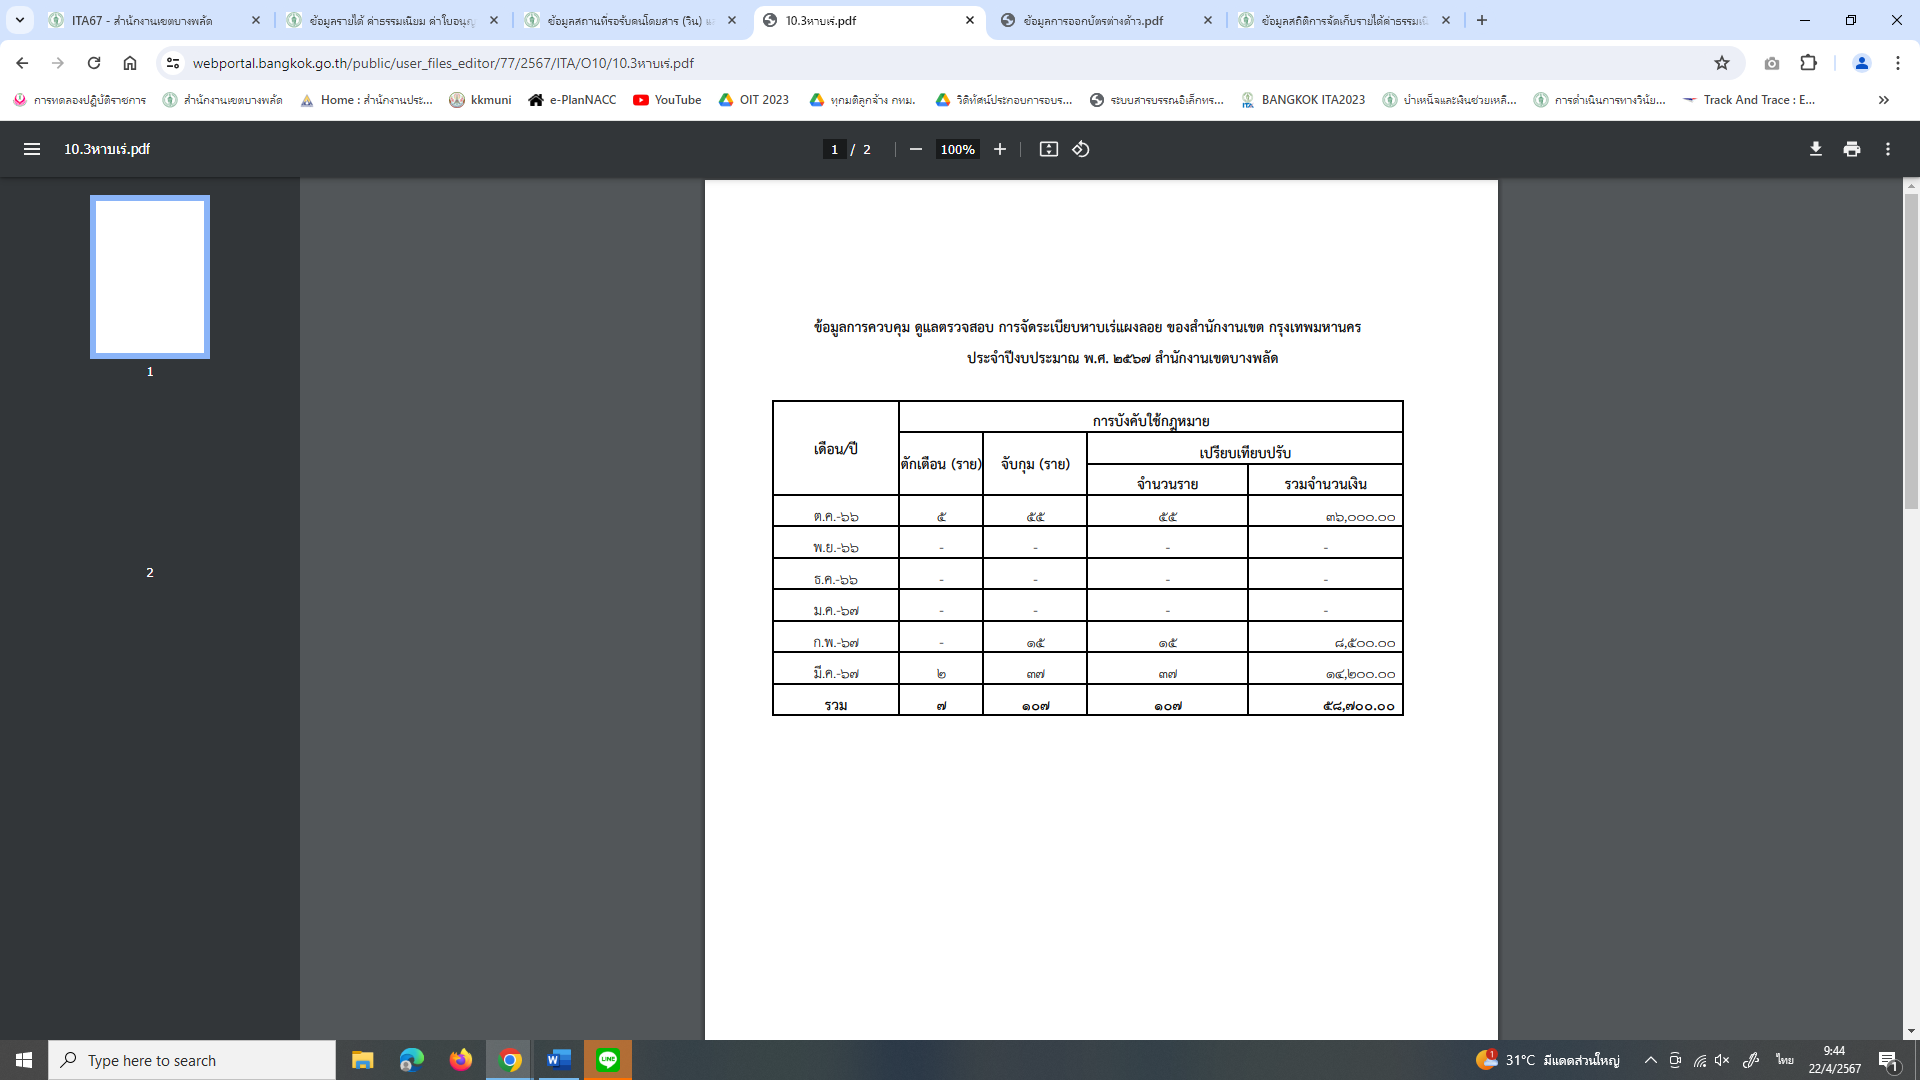 ITA67 - สำนักงานเขตบางพลัด
ข้อมูลรายได้ ค่าธรรมเนียม ค่าใบอนุญ
ข้อมูลสถานที่รอรับคนโดยสาร (วิน) แ
10.3หาบเร่.pdf
ข้อมูลการออกบัตรต่างด้าว.pdf
ข้อมูลสถิติการจัดเก็บรายได้ค่าธรรมเนี
webportal.bangkok.go.th/public/user_files_editor/77/2567/ITA/O10/10.3หาบเร่.pdf
การทดลองปฏิบัติราชการ
สำนักงานเขตบางพลัด
Home : สำนักงานประ...
kkmuni
e-PlanNACC
YouTube
OIT 2023
ทุกมติลูกจ้าง กทม.
วิดิทัศน์ประกอบการอบร...
ระบบสารบรรณอิเล็กทร...
BANGKOK ITA2023
บำเหน็จและเงินช่วยเหลื...
การดำเนินการทางวินัย...
Track And Trace : E...
10.3หาบเร่.pdf
1 / 2
100%
1
2
ข้อมูลการควบคุม ดูแลตรวจสอบ การจัดระเบียบหาบเร่แผงลอย ของสำนักงานเขต กรุงเทพมหานคร
ประจำปีงบประมาณ พ.ศ. ๒๕๖๗ สำนักงานเขตบางพลัด
เดือน/ปี การบังคับใช้กฎหมาย
ตักเตือน (ราย) จับกุม (ราย) เปรียบเทียบปรับ
จำนวนราย รวมจำนวนเงิน
ต.ค.-๖๖ ๕ ๕๕ ๕๕ ๓๖,๐๐๐.๐๐
พ.ย.-๖๖ - - - -
ธ.ค.-๖๖ - - - -
ม.ค.-๖๗ - - - -
ก.พ.-๖๗ - ๑๕ ๑๕ ๘,๕๐๐.๐๐
มี.ค.-๖๗ ๒ ๓๗ ๓๗ ๑๔,๒๐๐.๐๐
รวม ๗ ๑๐๗ ๑๐๗ ๕๘,๗๐๐.๐๐
Type here to search
LINE
1
31°C มีแดดส่วนใหญ่
ไทย
9:44
22/4/2567
1